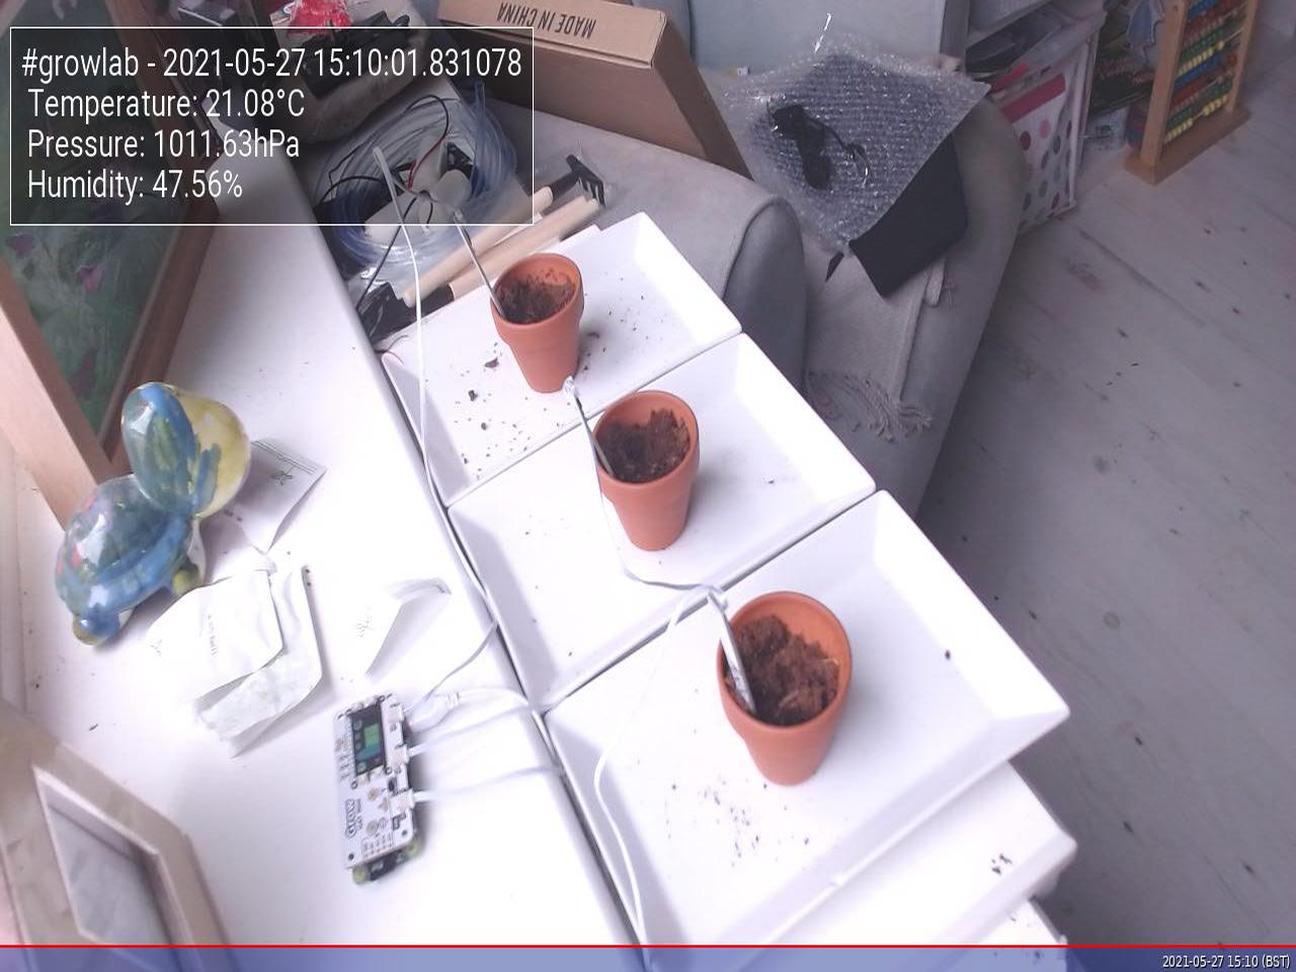 #growlab - 2021-05-27 15:10:01.831078
Temperature: 21.08°C
Pressure: 1011.63hPa
Humidity: 47.56%
MADE IN CHINA
GROW
2021-05-27 15:10 (BST)